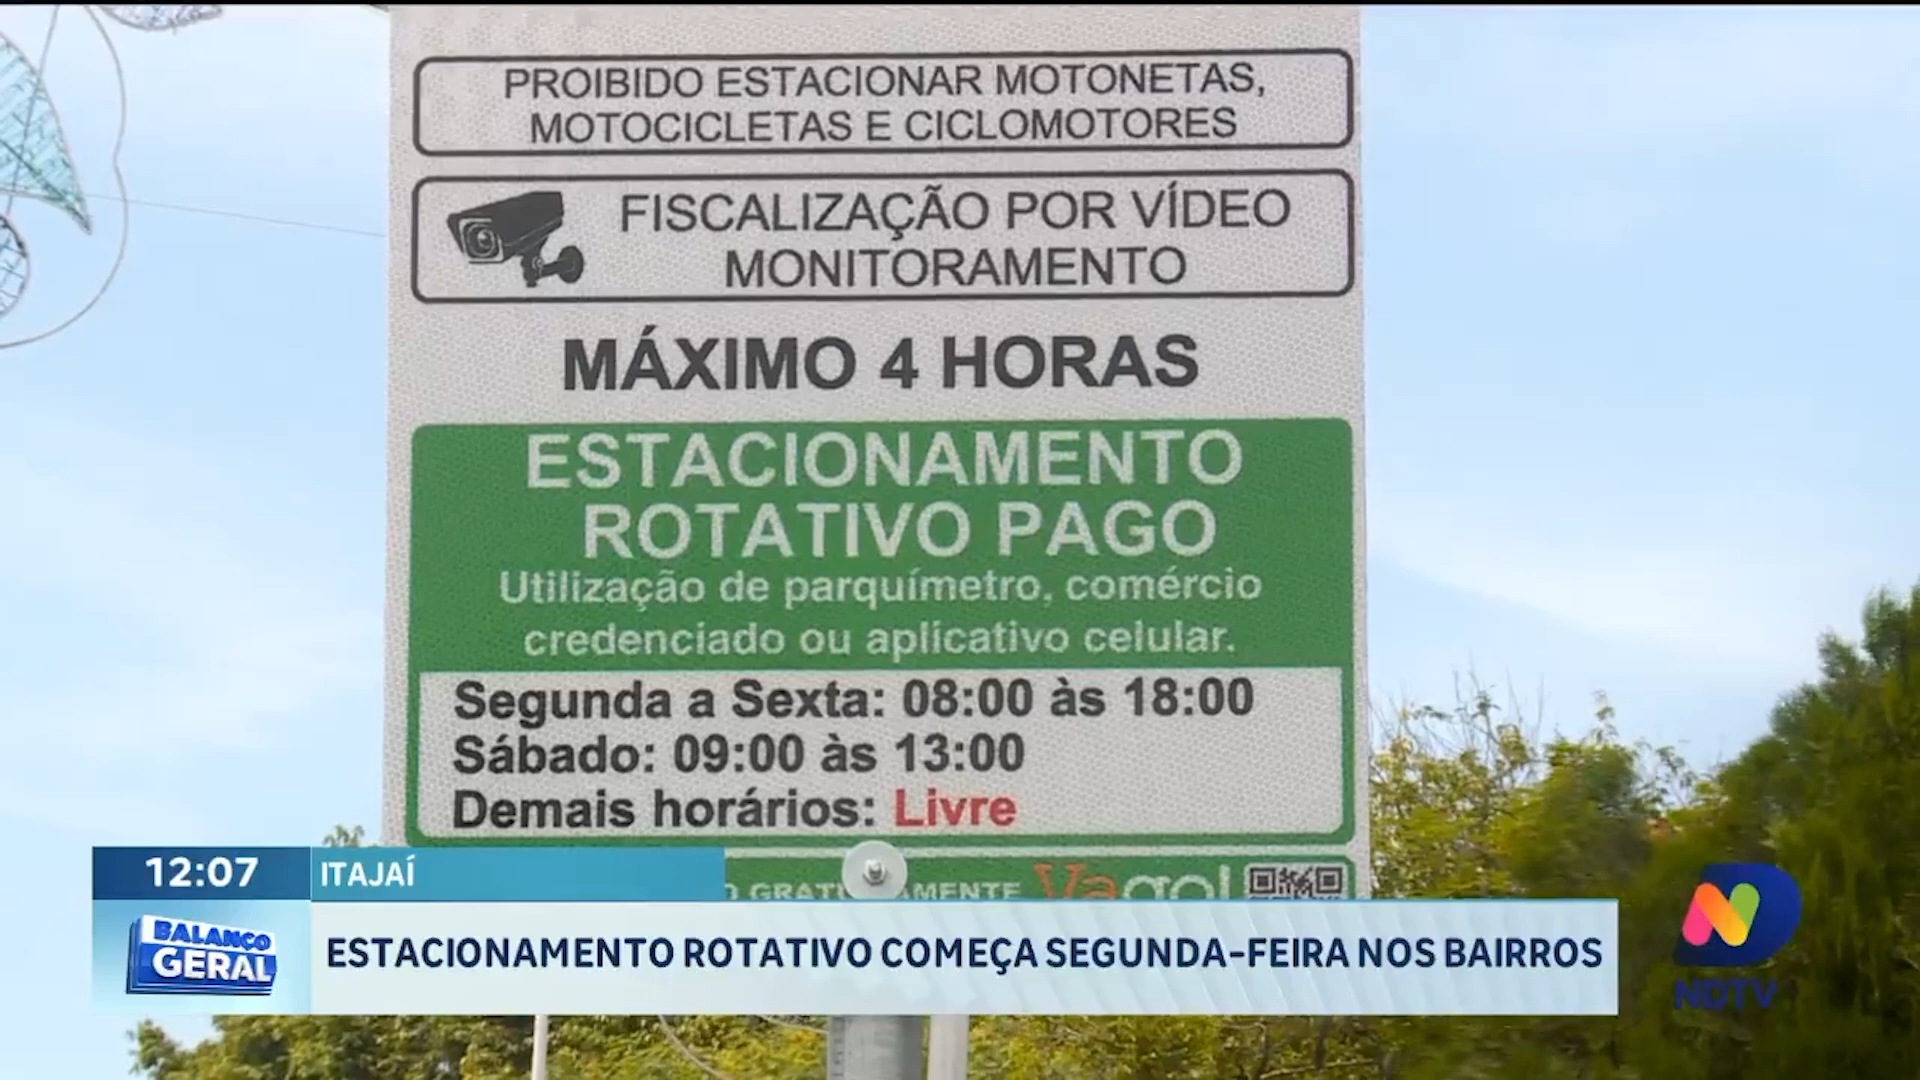 PROIBIDO ESTACIONAR MOTONETAS,
MOTOCICLETAS E CICLOMOTORES
FISCALIZAÇÃO POR VÍDEO
MONITORAMENTO
MÁXIMO 4 HORAS
ESTACIONAMENTO
ROTATIVO PAGO
Utilização de parquímetro, comércio
credenciado ou aplicativo celular.
Segunda a Sexta: 08:00 às 18:00
Sábado: 09:00 às 13:00
Demais horários: Livre
Vago!
12:07 ITAJAÍ
BALANÇO
GERAL
ESTACIONAMENTO ROTATIVO COMEÇA SEGUNDA-FEIRA NOS BAIRROS
NDTV